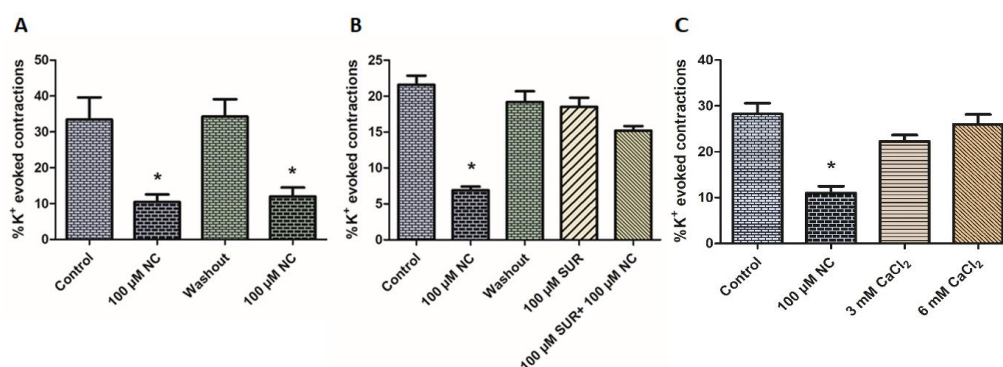 A
%K⁺ evoked contractions
50
40
30
20
10
0
*
*
Control
100 µM NC
Washout
100 µM NC
B
%K⁺ evoked contractions
25
20
15
10
5
0
*
Control
100 µM NC
Washout
100 µM SUR
100 µM SUR+ 100 µM NC
C
%K⁺ evoked contractions
40
30
20
10
0
*
Control
100 µM NC
3 mM CaCl₂
6 mM CaCl₂